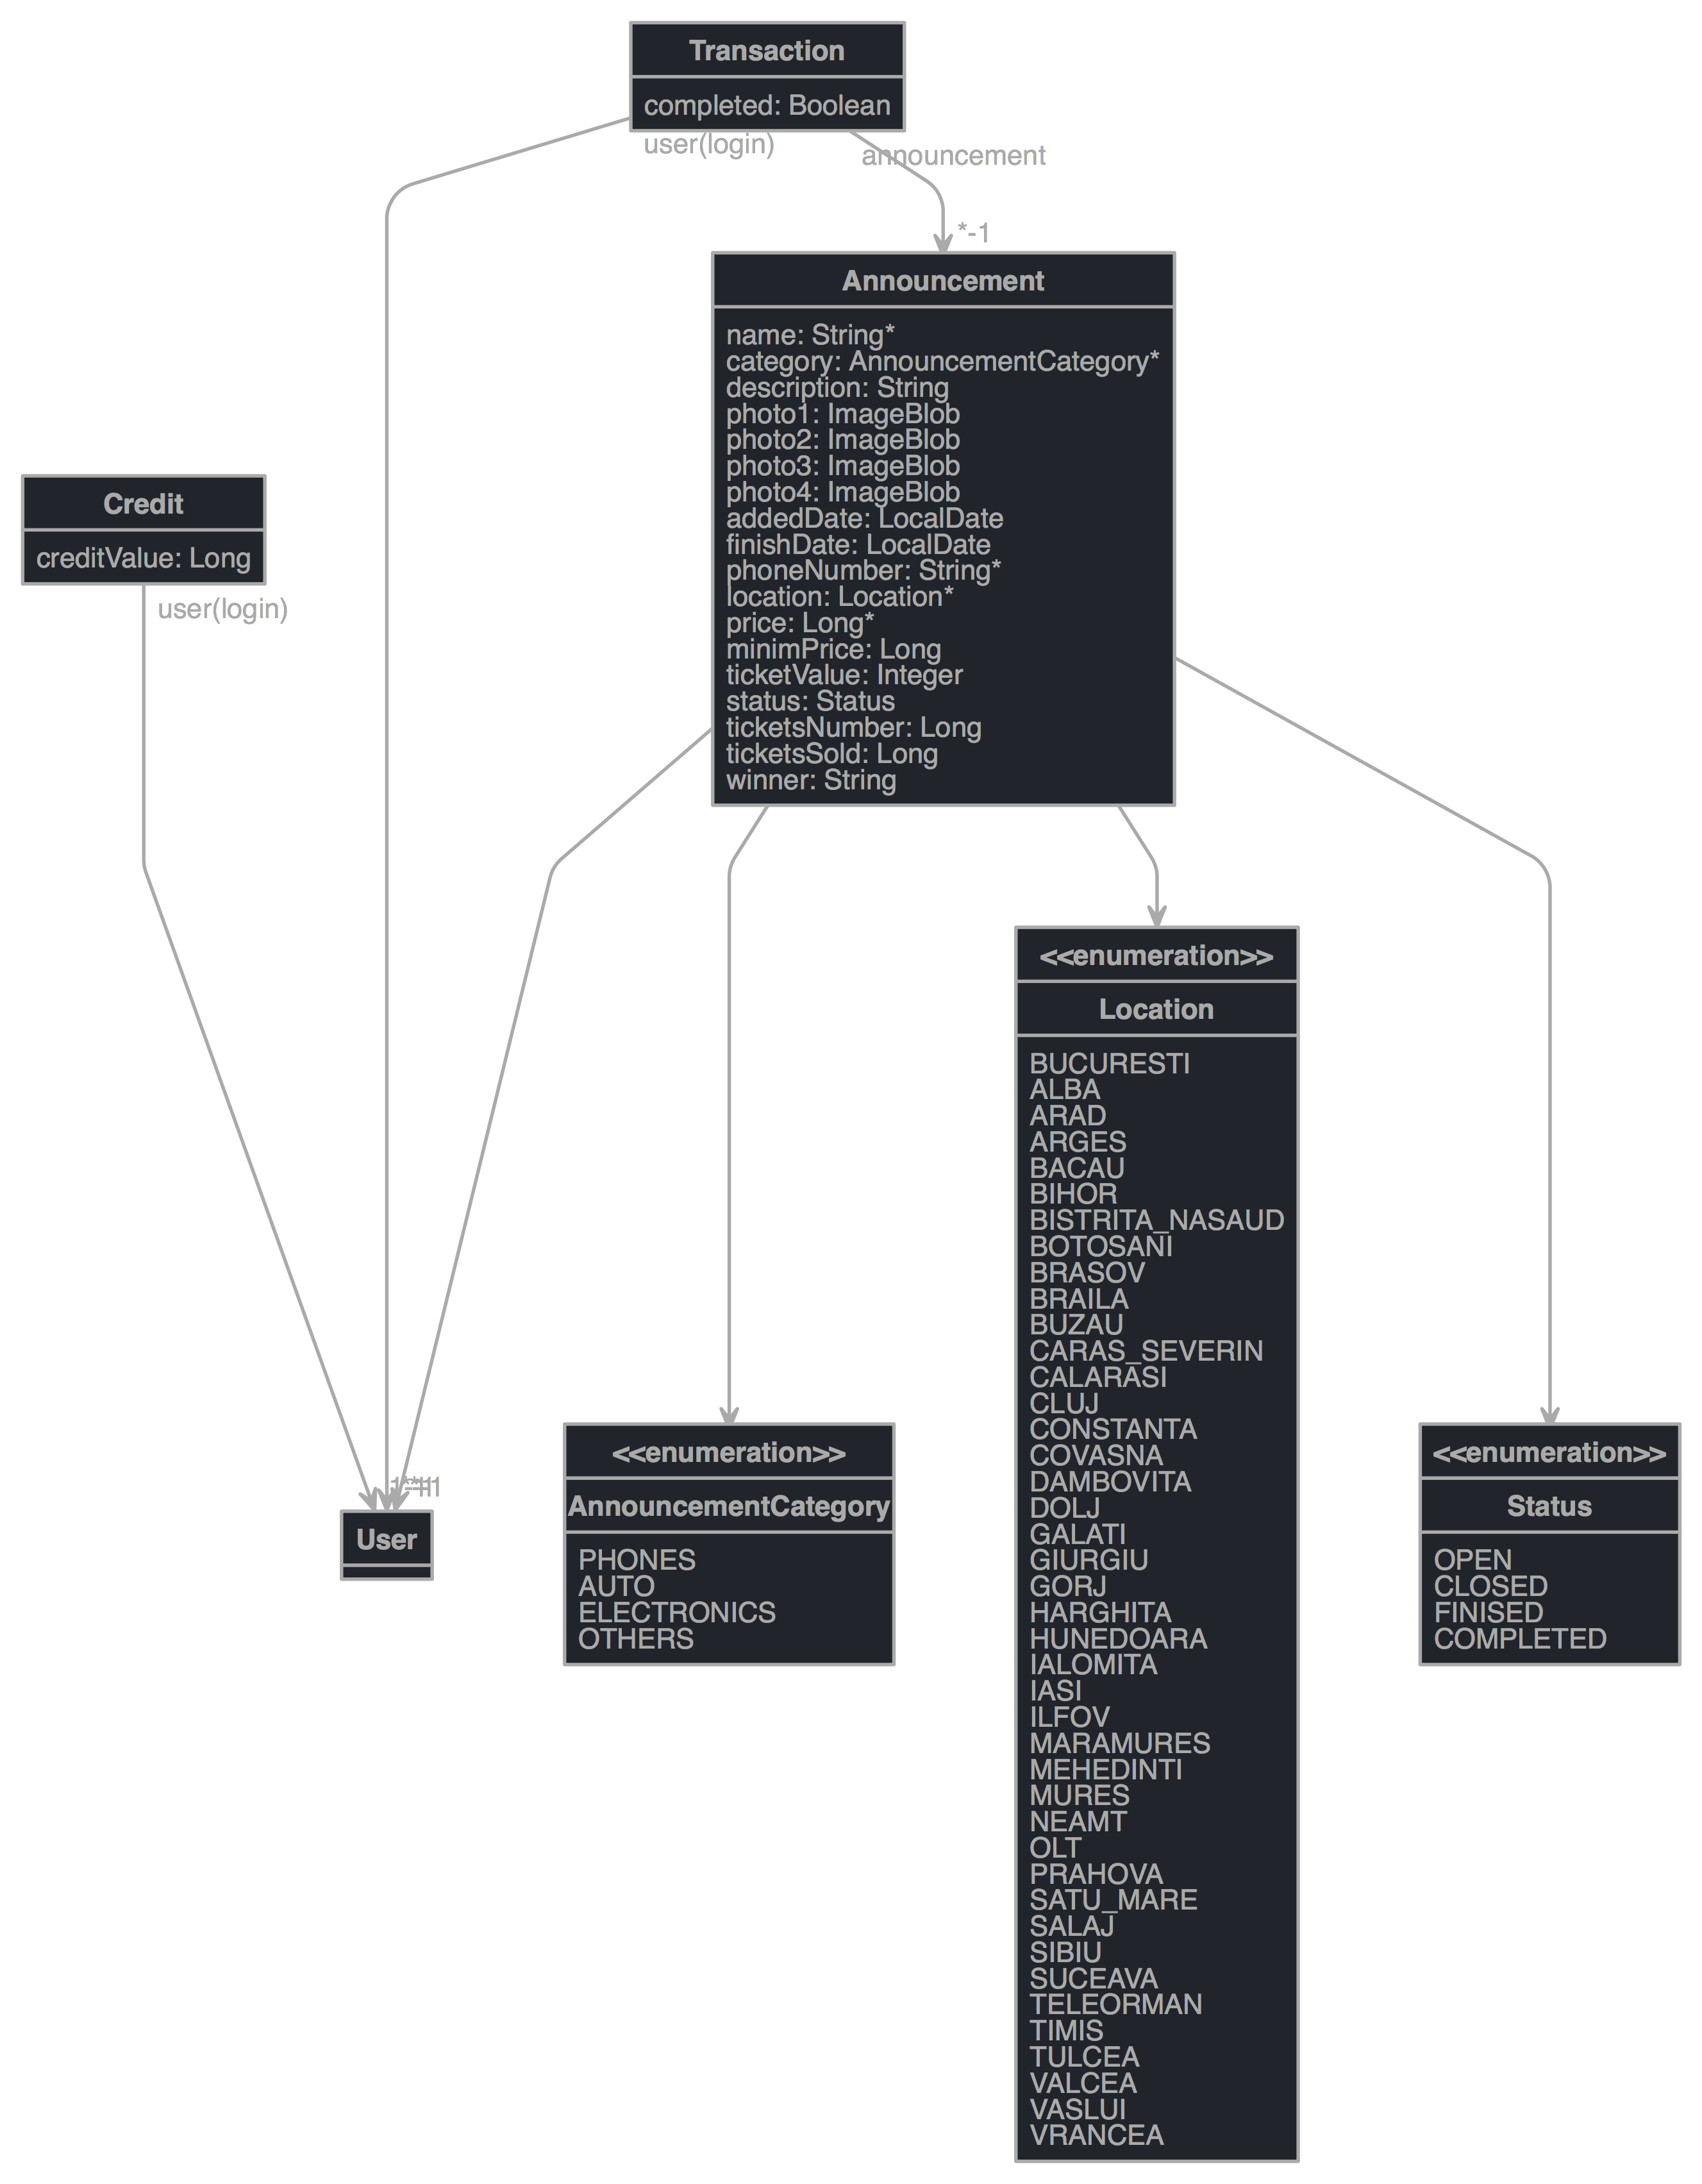 Transaction
completed: Boolean
user(login)
announcement
*-1
Announcement
name: String*
category: AnnouncementCategory*
description: String
photo1: ImageBlob
photo2: ImageBlob
photo3: ImageBlob
photo4: ImageBlob
addedDate: LocalDate
finishDate: LocalDate
phoneNumber: String*
location: Location*
price: Long*
minimPrice: Long
ticketValue: Integer
status: Status
ticketsNumber: Long
ticketsSold: Long
winner: String
Credit
creditValue: Long
user(login)
User
<<enumeration>>
AnnouncementCategory
PHONES
AUTO
ELECTRONICS
OTHERS
<<enumeration>>
Location
BUCURESTI
ALBA
ARAD
ARGES
BACAU
BIHOR
BISTRITA_NASAUD
BOTOSANI
BRASOV
BRAILA
BUZAU
CARAS_SEVERIN
CALARASI
CLUJ
CONSTANTA
COVASNA
DAMBOVITA
DOLJ
GALATI
GIURGIU
GORJ
HARGHITA
HUNEDOARA
IALOMITA
IASI
ILFOV
MARAMURES
MEHEDINTI
MURES
NEAMT
OLT
PRAHOVA
SATU_MARE
SALAJ
SIBIU
SUCEAVA
TELEORMAN
TIMIS
TULCEA
VALCEA
VASLUI
VRANCEA
<<enumeration>>
Status
OPEN
CLOSED
FINISED
COMPLETED